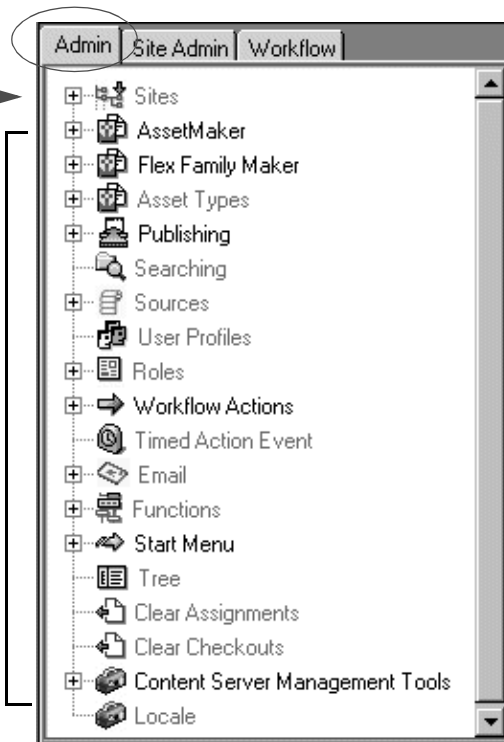 Admin Site Admin Workflow
Sites
AssetMaker
Flex Family Maker
Asset Types
Publishing
Searching
Sources
User Profiles
Roles
Workflow Actions
Timed Action Event
Email
Functions
Start Menu
Tree
Clear Assignments
Clear Checkouts
Content Server Management Tools
Locale